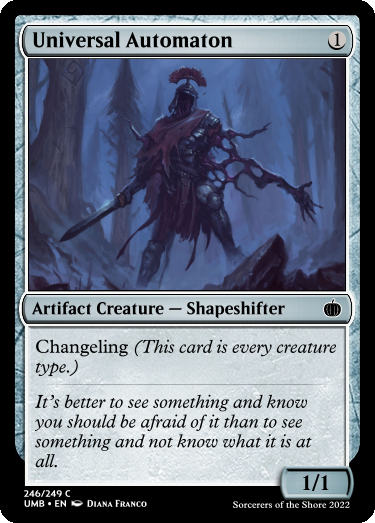 Universal Automaton 1
Artifact Creature — Shapeshifter
Changeling (This card is every creature
type.)
It's better to see something and know
you should be afraid of it than to see
something and not know what it is at
all.
1/1
246/249 C
UMB • EN Diana Franco
Sorcerers of the Shore 2022